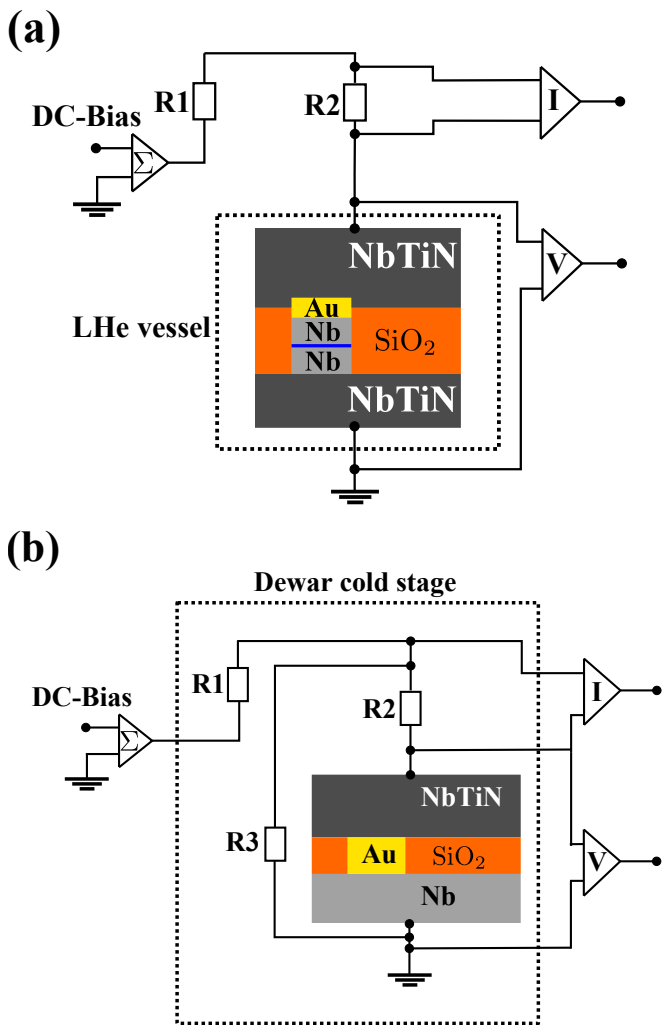 (a)
R1
R2
I
DC-Bias
Σ
V
NbTiN
Au
LHe vessel
Nb
SiO₂
Nb
NbTiN
(b)
Dewar cold stage
R1
I
DC-Bias
R2
Σ
NbTiN
R3
Au
SiO₂
V
Nb